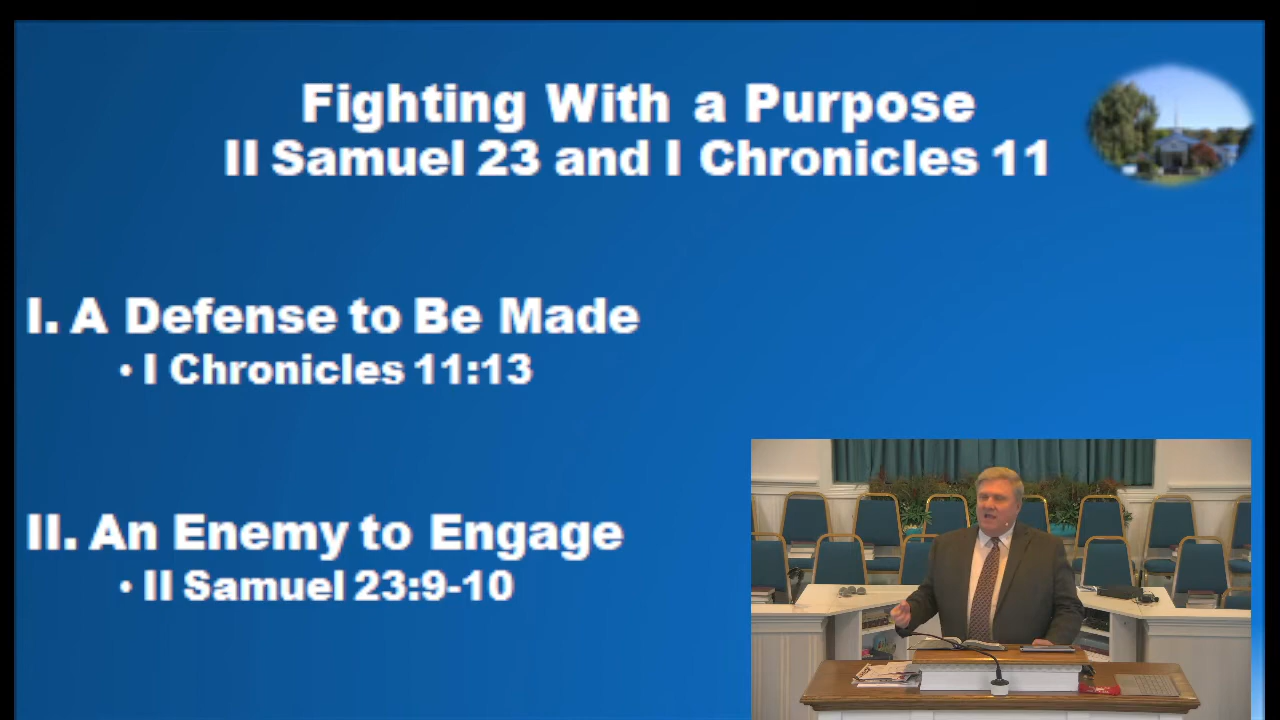 Fighting With a Purpose
II Samuel 23 and I Chronicles 11
I. A Defense to Be Made
• I Chronicles 11:13
II. An Enemy to Engage
• II Samuel 23:9-10